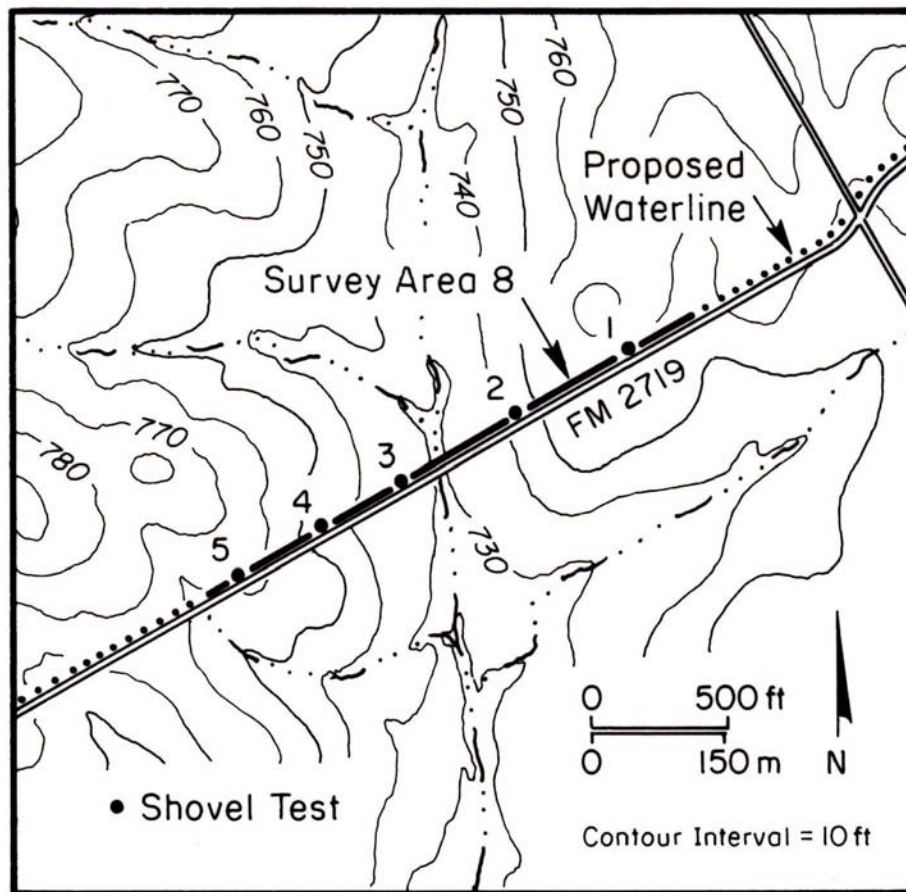 770
760
750
740
750
760
Proposed
Waterline
Survey Area 8
1
2
FM 2719
3
4
5
770
780
730
0 500 ft
0 150 m
N
• Shovel Test
Contour Interval = 10 ft